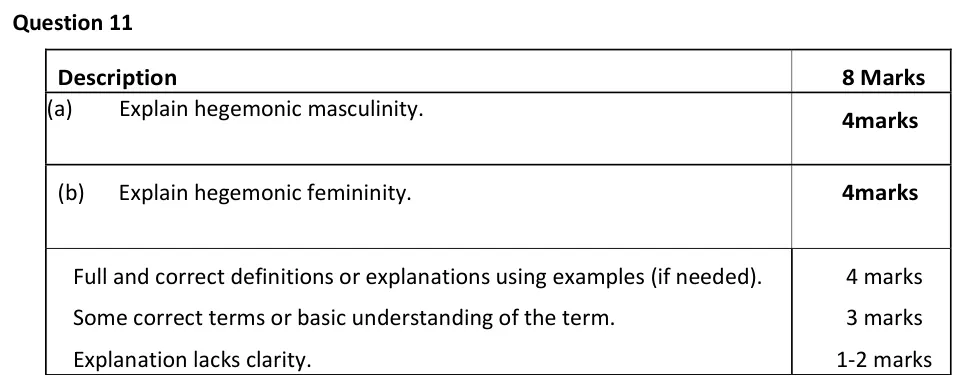 Question 11
Description 8 Marks
(a) Explain hegemonic masculinity. 4marks
(b) Explain hegemonic femininity. 4marks
Full and correct definitions or explanations using examples (if needed). 4 marks
Some correct terms or basic understanding of the term. 3 marks
Explanation lacks clarity. 1-2 marks